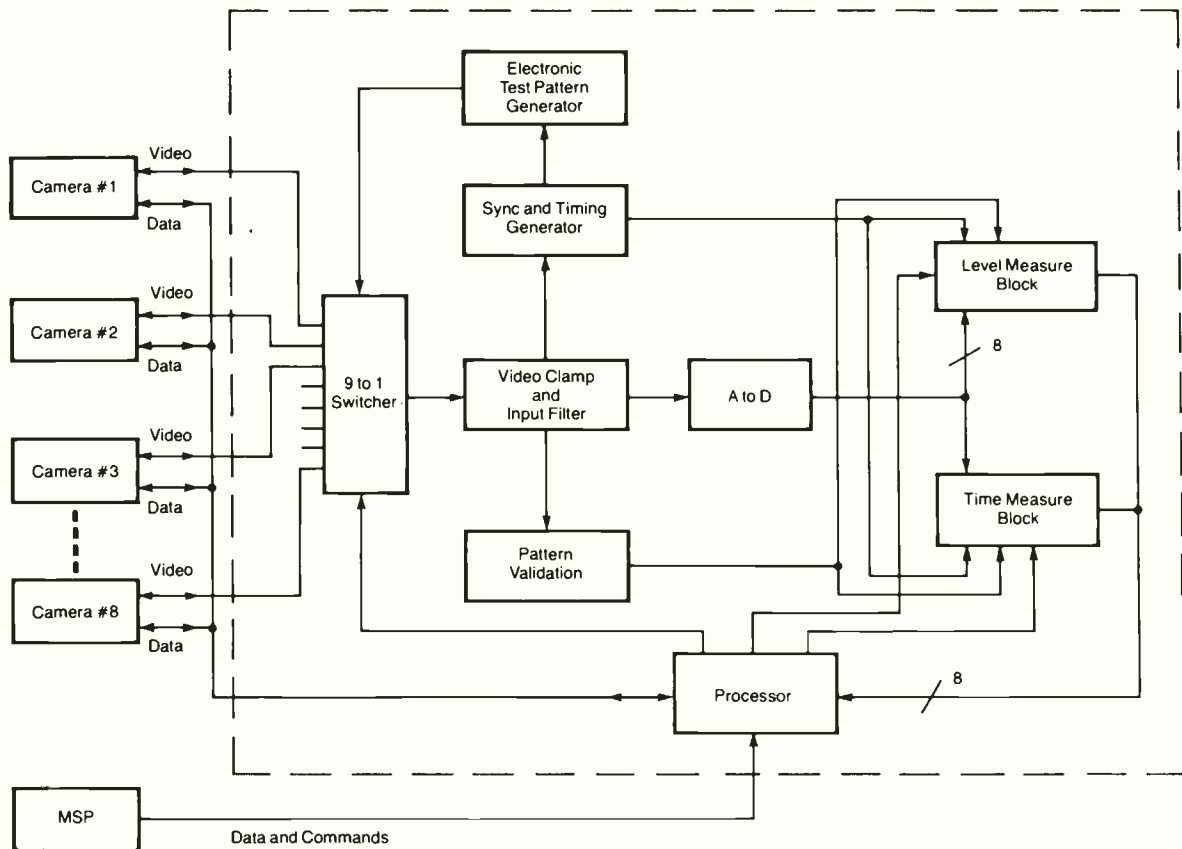 Electronic
Test Pattern
Generator
Video
Camera #1
Data
Sync and Timing
Generator
Level Measure
Block
Video
Camera #2
Data
8
9 to 1
Switcher
Video Clamp
and
Input Filter
A to D
Video
Camera #3
Data
Time Measure
Block
Pattern
Validation
Video
Camera #8
Data
Processor
8
MSP
Data and Commands